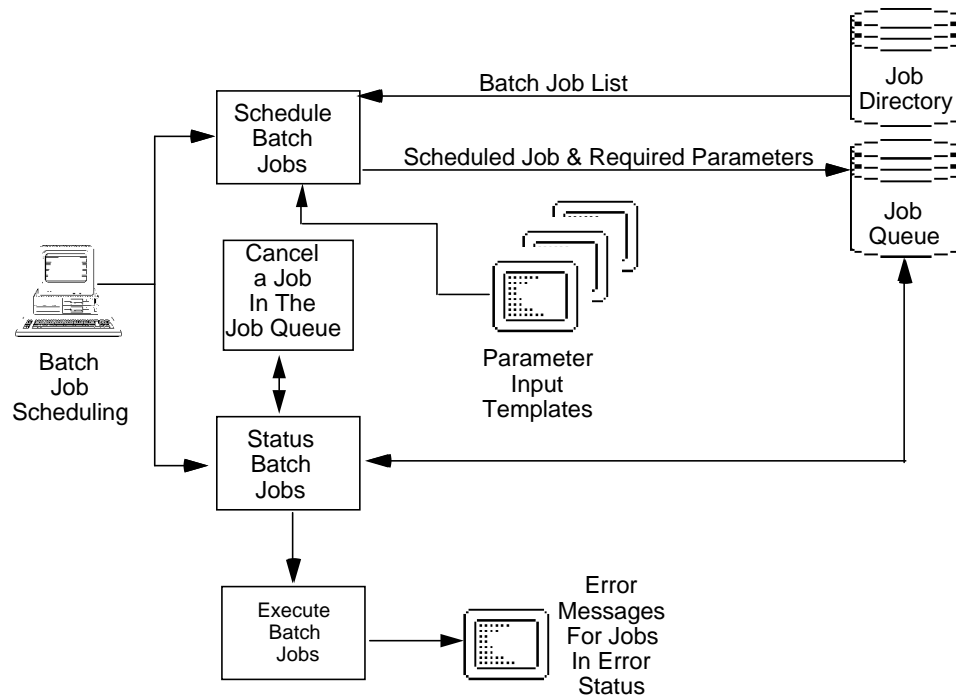 Batch Job List
Job
Directory
Schedule
Batch
Jobs
Scheduled Job & Required Parameters
Job
Queue
Cancel
a Job
In The
Job Queue
Batch
Job
Scheduling
Parameter
Input
Templates
Status
Batch
Jobs
Execute
Batch
Jobs
Error
Messages
For Jobs
In Error
Status